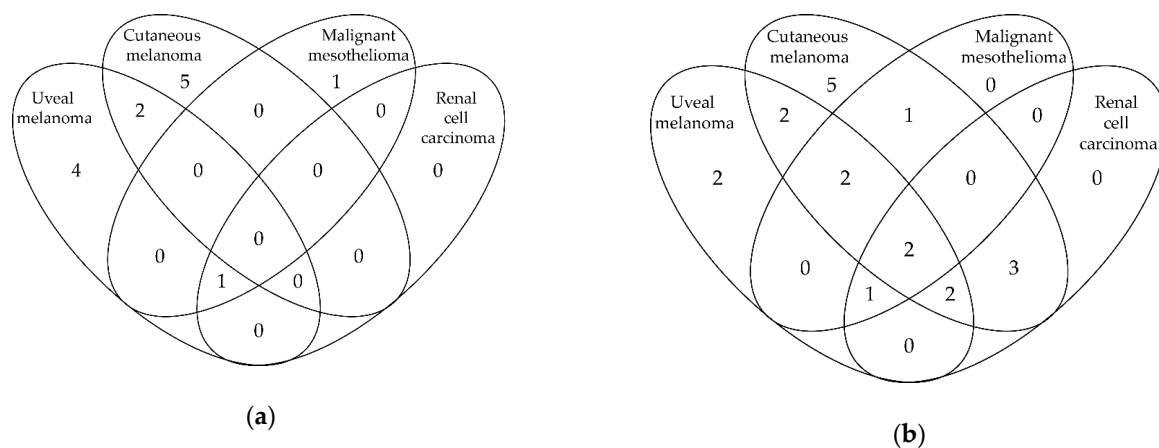 Cutaneous
melanoma
5
Malignant
mesothelioma
1
Uveal
melanoma
2
0
0
Renal
cell
carcinoma
4
0
0
0
0
0
0
1
0
0
(a)
Cutaneous
melanoma
5
Malignant
mesothelioma
0
Uveal
melanoma
2
1
0
Renal
cell
carcinoma
2
2
0
0
2
0
3
1
2
0
(b)